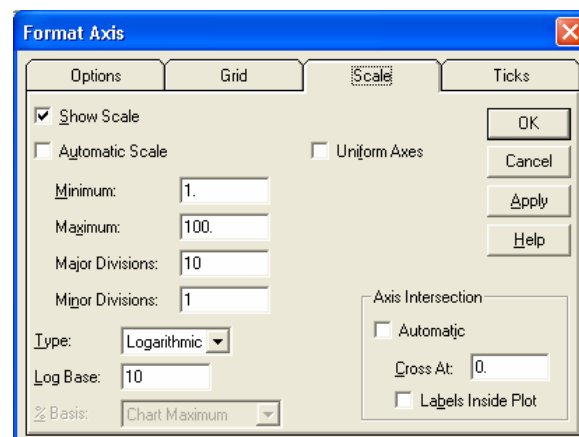 Format Axis
Options Grid Scale Ticks
Show Scale
OK
Automatic Scale Uniform Axes
Cancel
Minimum: 1.
Apply
Maximum: 100.
Help
Major Divisions: 10
Minor Divisions: 1
Axis Intersection
Automatic
Type: Logarithmic
Cross At: 0.
Log Base: 10
Labels Inside Plot
% Basis: Chart Maximum